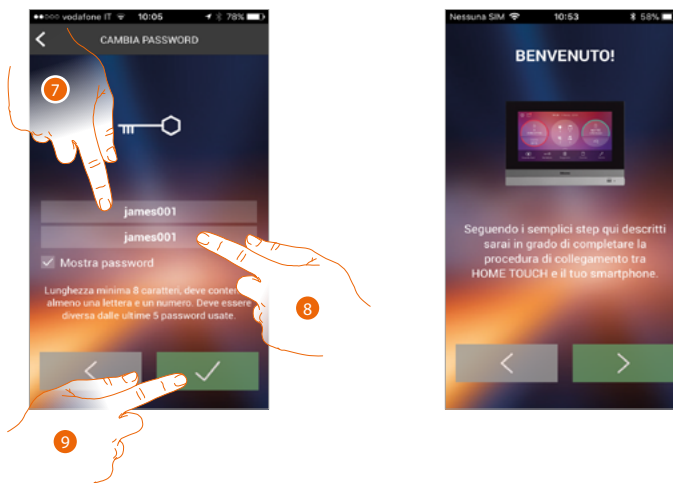 vodafone IT 10:05 78%
CAMBIA PASSWORD
7
james001
james001
Mostra password
Lunghezza minima 8 caratteri, deve
almeno una lettera e un numero. Deve essere
diversa dalle ultime 5 password usate.
8
9
Nessuna SIM 10:53 58%
BENVENUTO!
Seguendo i semplici step qui descritti
sarai in grado di completare la
procedura di collegamento tra
HOME TOUCH e il tuo smartphone.